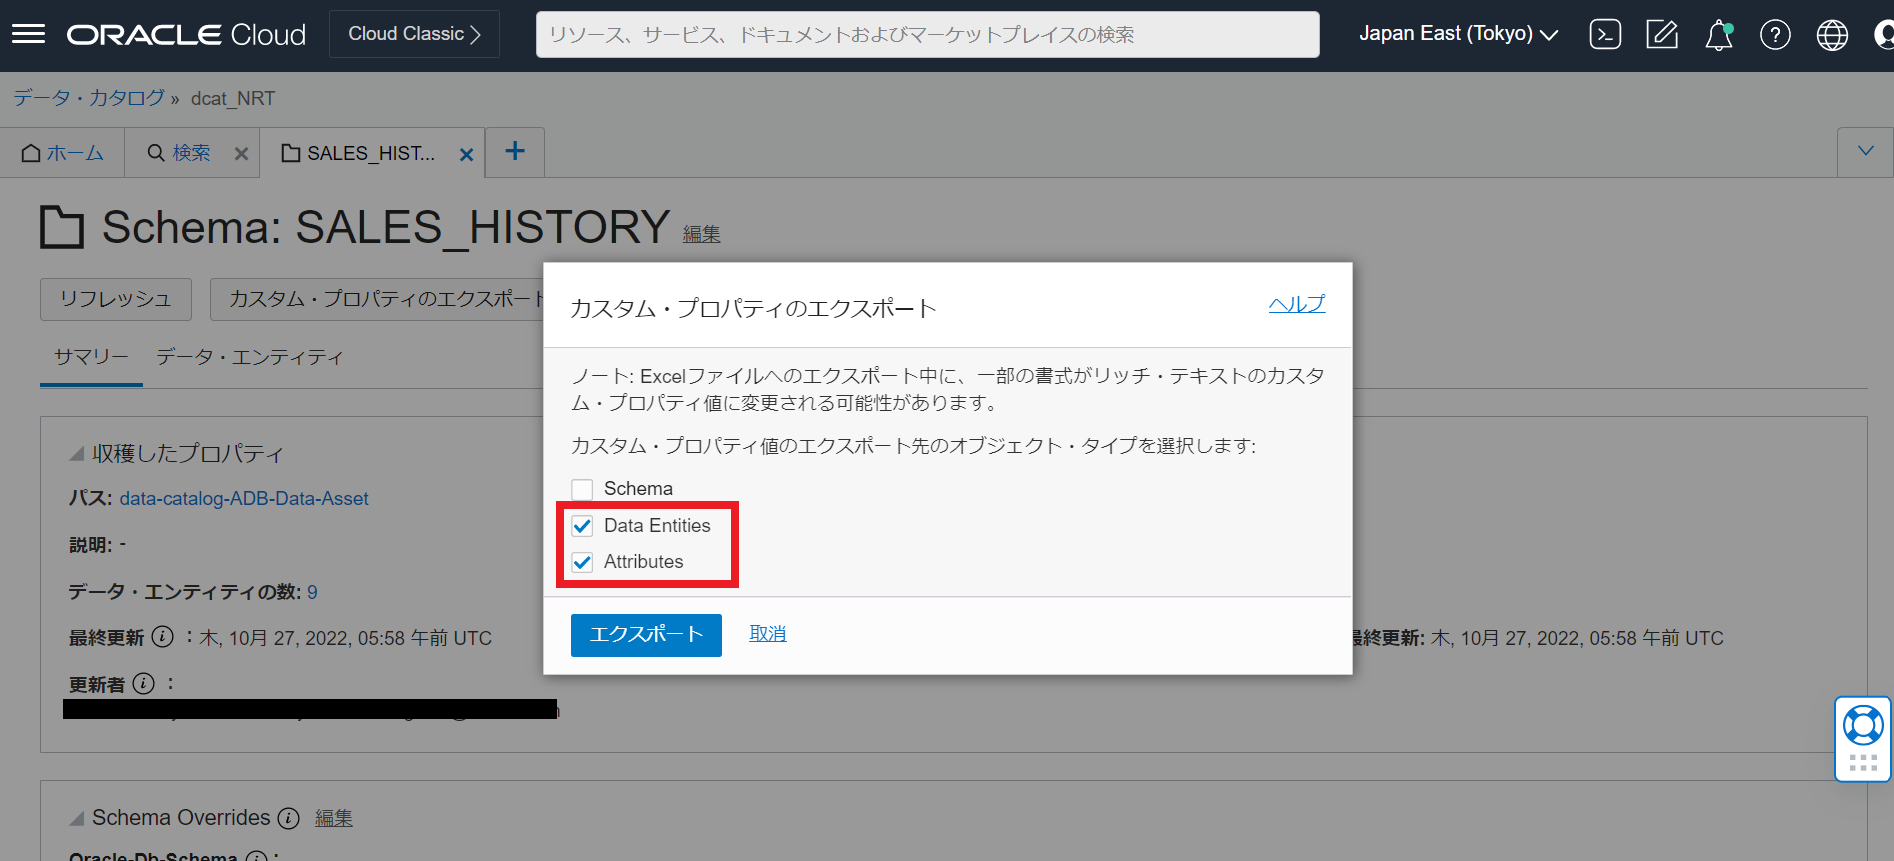 ORACLE Cloud
Cloud Classic
リソース、サービス、ドキュメントおよびマーケットプレイスの検索
Japan East (Tokyo)
データ・カタログ » dcat_NRT
ホーム
検索
SALES_HIST...
Schema: SALES_HISTORY 編集
リフレッシュ
カスタム・プロパティのエクスポート
サマリー
データ・エンティティ
収穫したプロパティ
パス: data-catalog-ADB-Data-Asset
説明: -
データ・エンティティの数: 9
最終更新 : 木, 10月 27, 2022, 05:58 午前 UTC
更新者 :
カスタム・プロパティのエクスポート
ヘルプ
ノート: Excelファイルへのエクスポート中に、一部の書式がリッチ・テキストのカスタ
ム・プロパティ値に変更される可能性があります。
カスタム・プロパティ値のエクスポート先のオブジェクト・タイプを選択します:
Schema
Data Entities
Attributes
エクスポート
取消
最終更新: 木, 10月 27, 2022, 05:58 午前 UTC
Schema Overrides 編集
Oracle-Db-Schema :